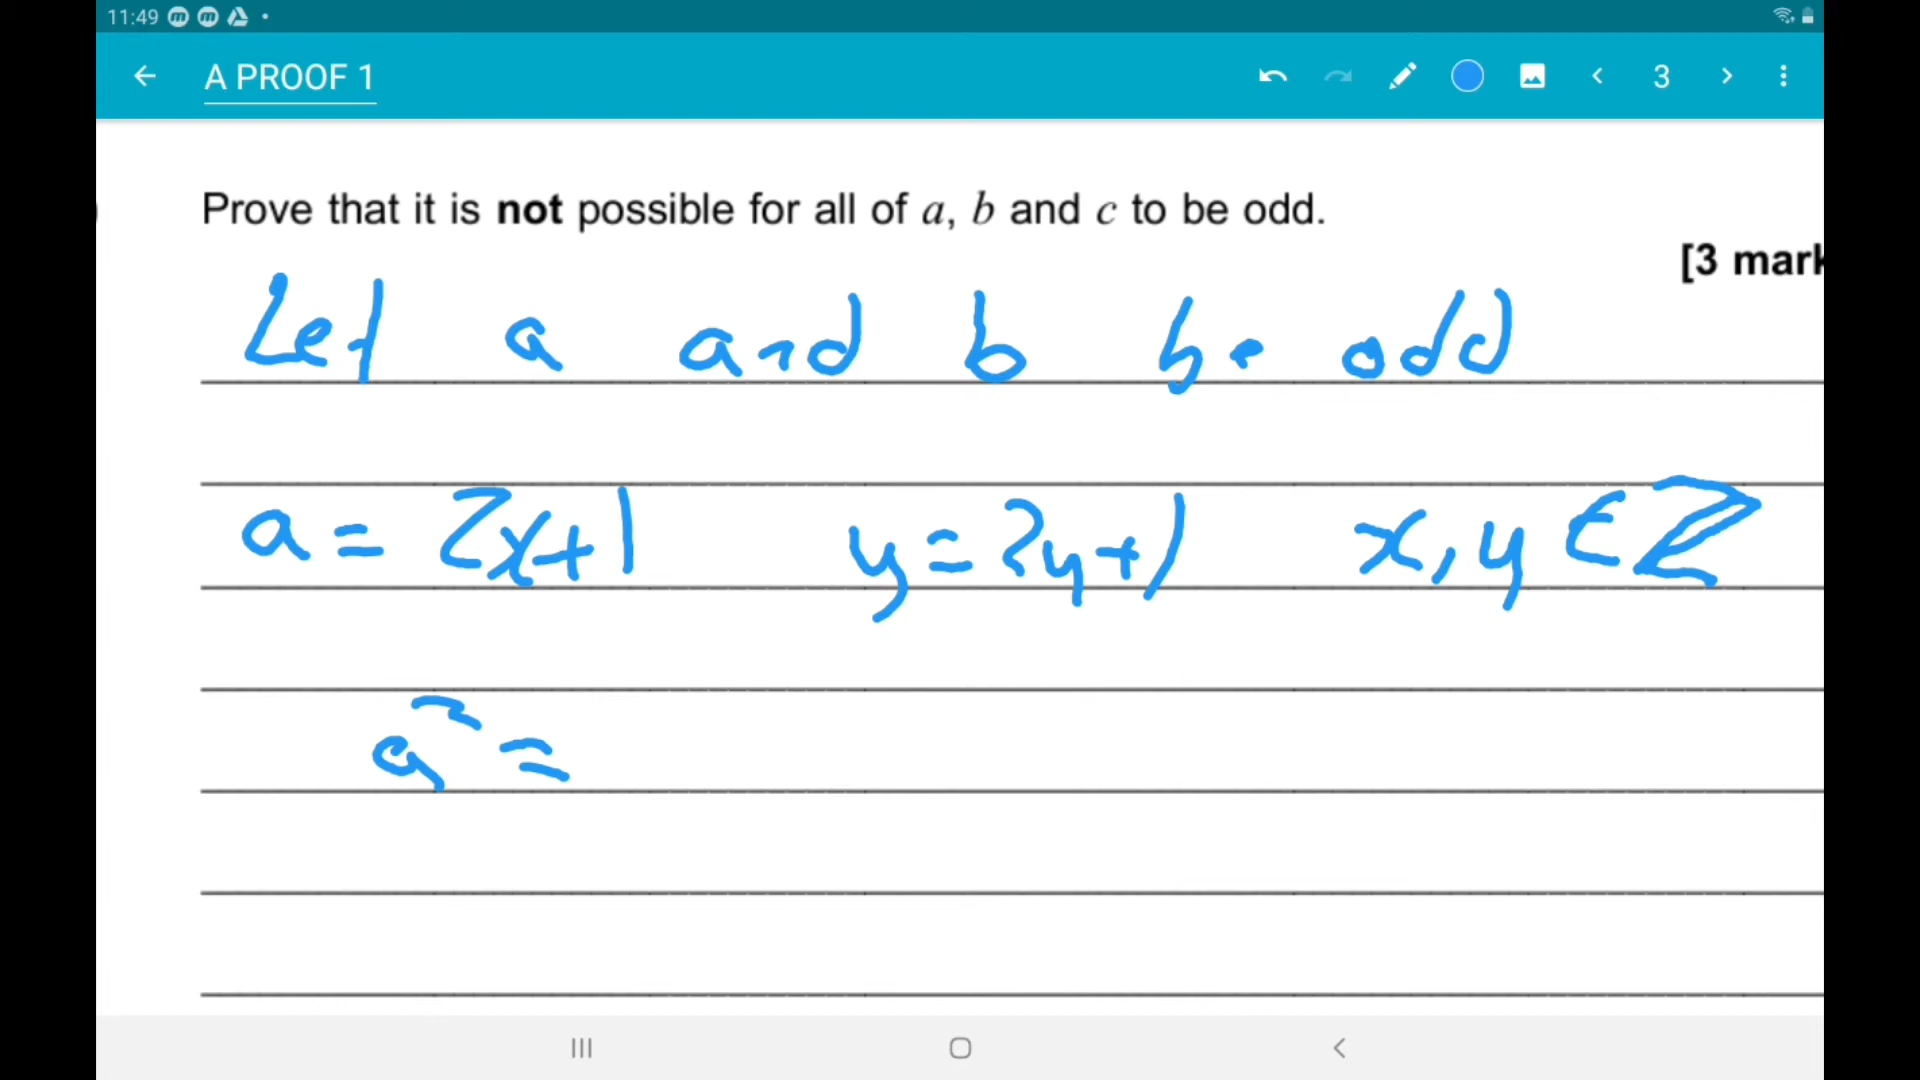 11:49
A PROOF 1
3
Prove that it is not possible for all of a, b and c to be odd.
[3 mark
Let a and b be odd
a = 2x+1 y = 2y+1 x, y ∈ ℤ
a² =